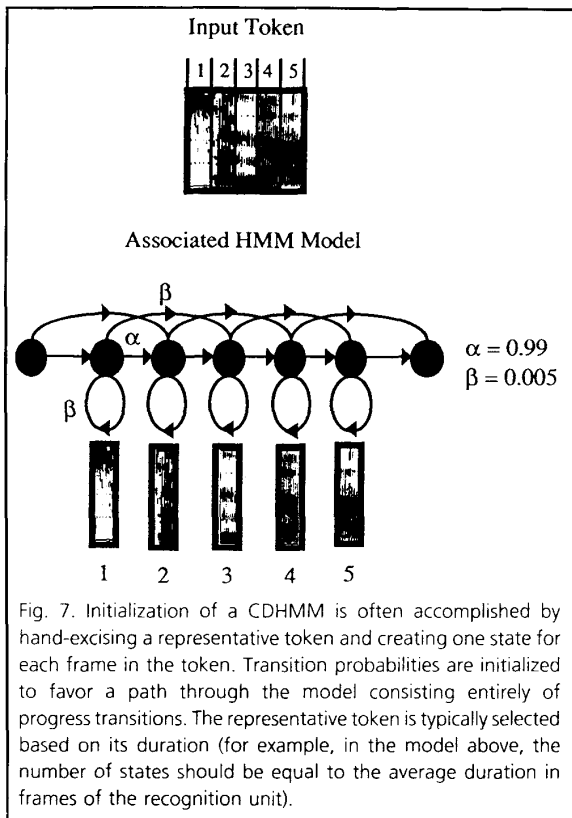 Input Token
1 2 3 4 5
Associated HMM Model
β
α
α = 0.99
β = 0.005
β
1 2 3 4 5
Fig. 7. Initialization of a CDHMM is often accomplished by
hand-excising a representative token and creating one state for
each frame in the token. Transition probabilities are initialized
to favor a path through the model consisting entirely of
progress transitions. The representative token is typically selected
based on its duration (for example, in the model above, the
number of states should be equal to the average duration in
frames of the recognition unit).